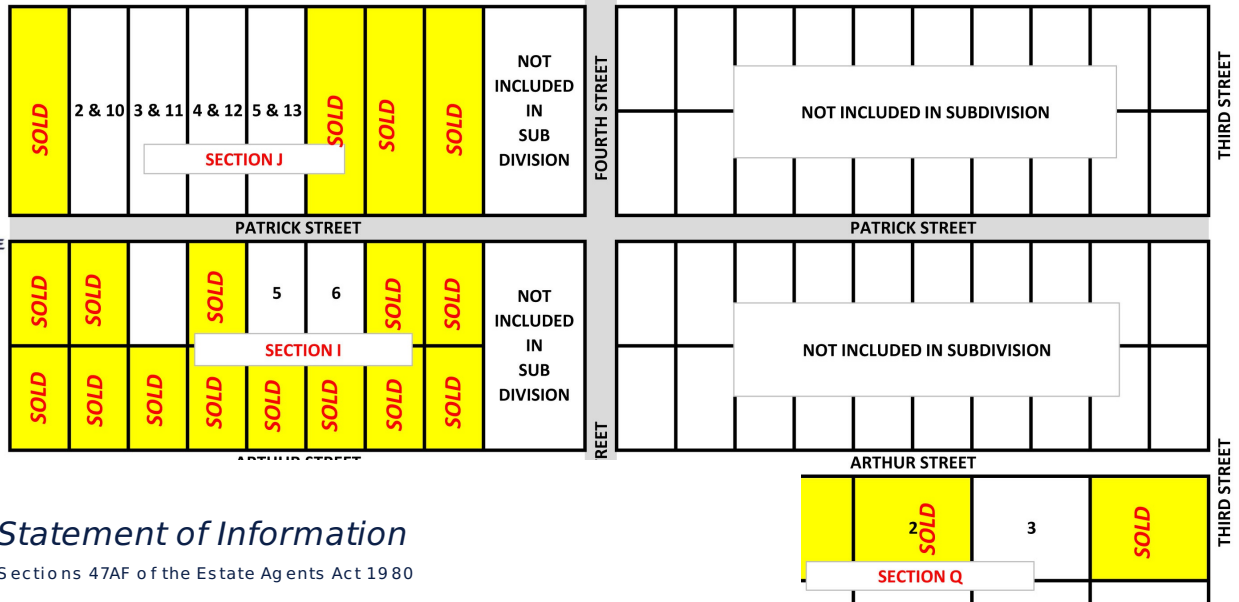 SOLD
2 & 10
3 & 11
4 & 12
5 & 13
SOLD
SOLD
SOLD
SECTION J
NOT
INCLUDED
IN
SUB
DIVISION
FOURTH STREET
NOT INCLUDED IN SUBDIVISION
THIRD STREET
PATRICK STREET
PATRICK STREET
E
SOLD
SOLD
SOLD
5
6
SOLD
SOLD
SECTION I
SOLD
SOLD
SOLD
SOLD
SOLD
SOLD
SOLD
SOLD
NOT
INCLUDED
IN
SUB
DIVISION
REET
NOT INCLUDED IN SUBDIVISION
ARTHUR STREET
ARTHUR STREET
THIRD STREET
2
SOLD
3
SOLD
SECTION Q
Statement of Information
Sections 47AF of the Estate Agents Act 1980